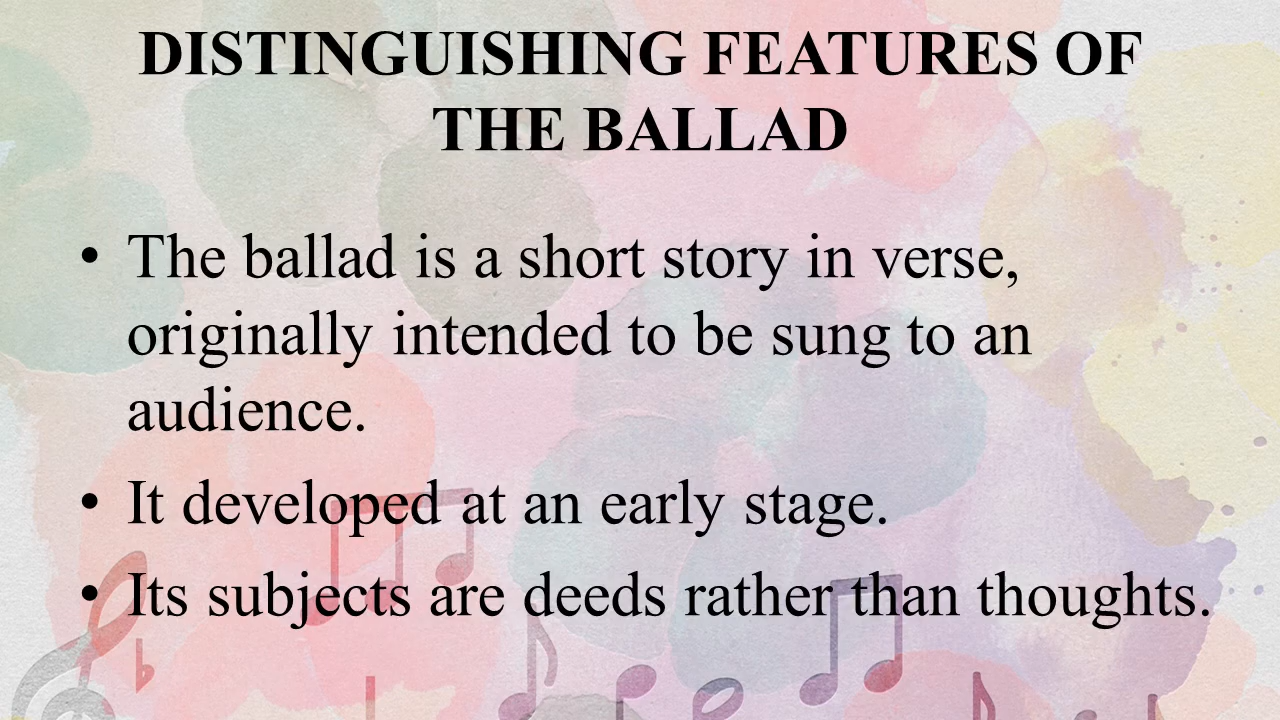 DISTINGUISHING FEATURES OF
THE BALLAD
• The ballad is a short story in verse,
originally intended to be sung to an
audience.
• It developed at an early stage.
• Its subjects are deeds rather than thoughts.